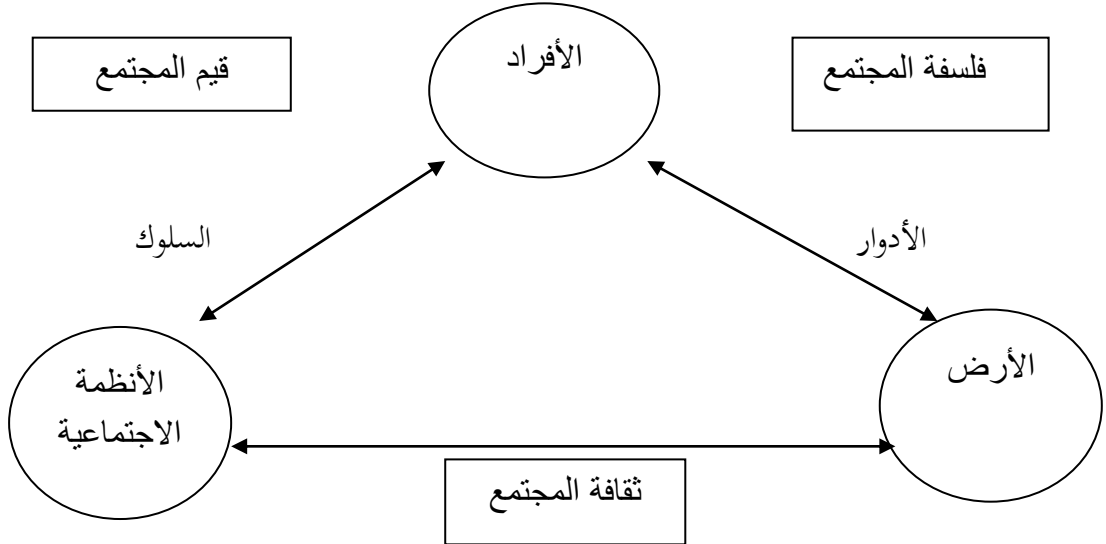 الأفراد
فلسفة المجتمع
قيم المجتمع
الأدوار
السلوك
الأرض
الأنظمة
الاجتماعية
ثقافة المجتمع